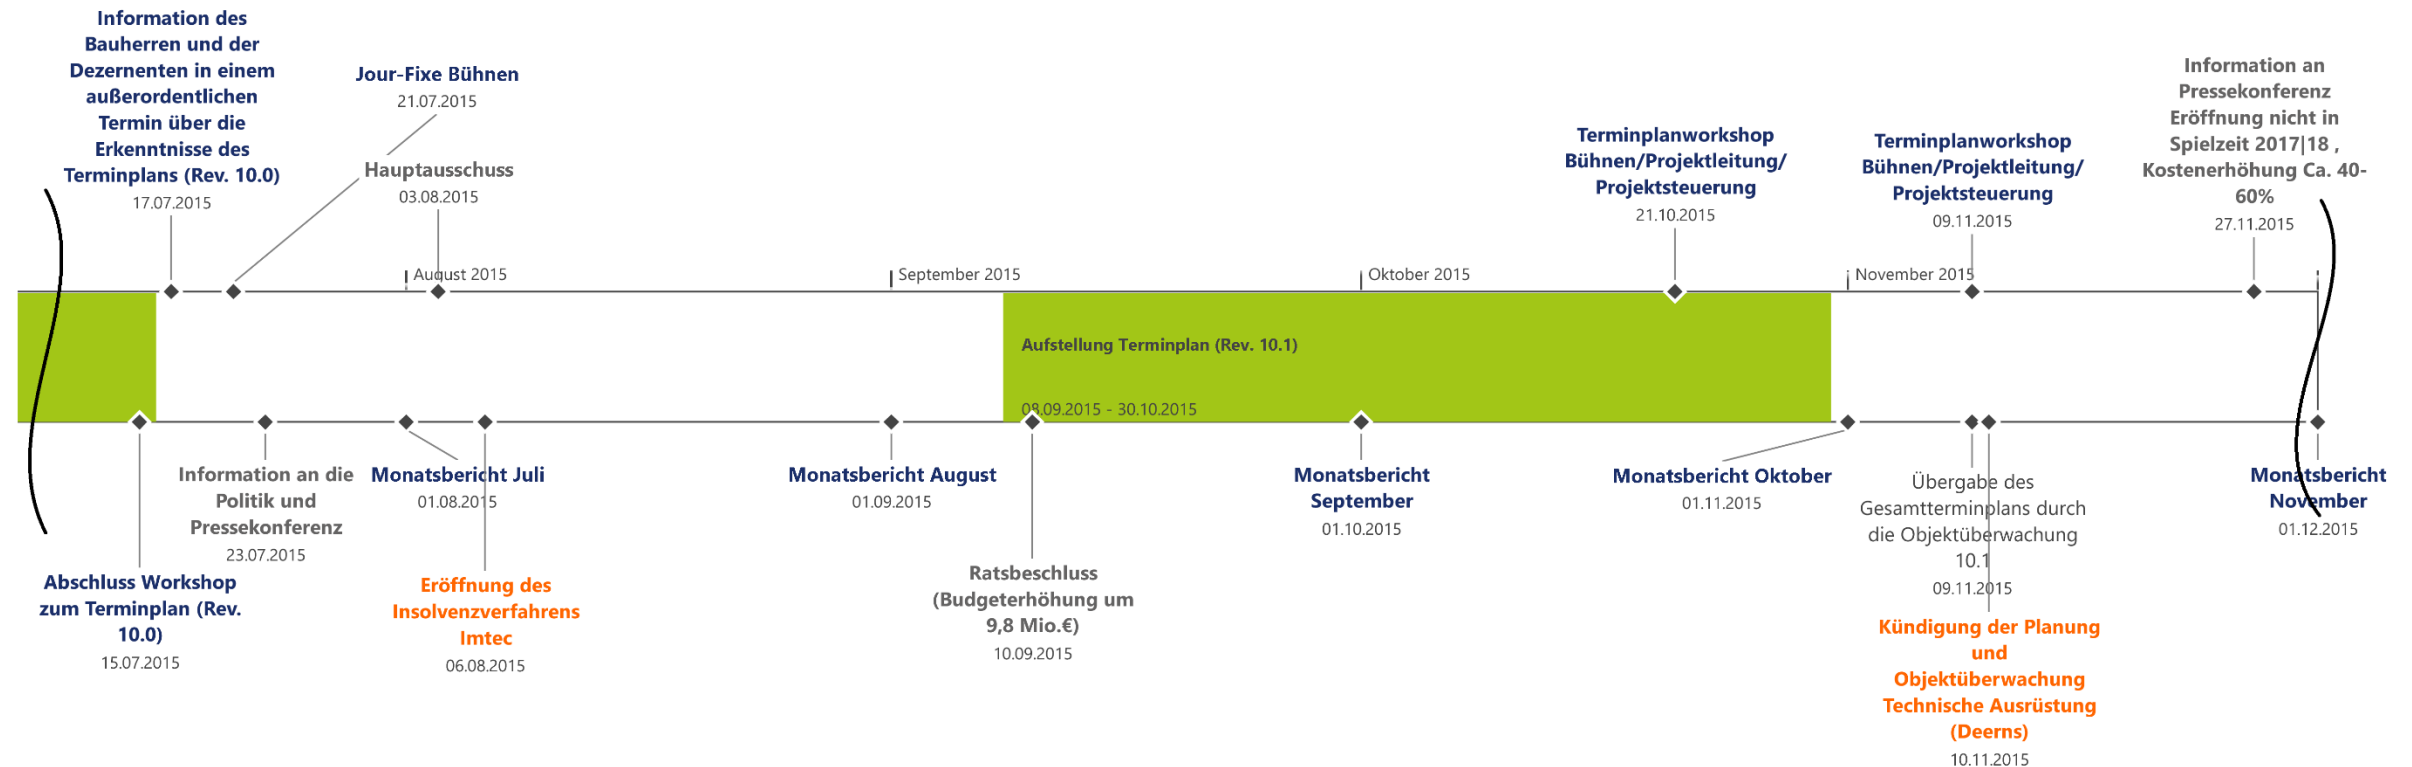 Information des
Bauherren und der
Dezernenten in einem
außerordentlichen
Termin über die
Erkenntnisse des
Terminplans (Rev. 10.0)
17.07.2015
Jour-Fixe Bühnen
21.07.2015
Hauptausschuss
03.08.2015
Terminplanworkshop
Bühnen/Projektleitung/
Projektsteuerung
21.10.2015
Terminplanworkshop
Bühnen/Projektleitung/
Projektsteuerung
09.11.2015
Information an
Pressekonferenz
Eröffnung nicht in
Spielzeit 2017|18 ,
Kostenerhöhung Ca. 40-
60%
27.11.2015
August 2015
September 2015
Oktober 2015
November 2015
Aufstellung Terminplan (Rev. 10.1)
08.09.2015 - 30.10.2015
Abschluss Workshop
zum Terminplan (Rev.
10.0)
15.07.2015
Information an die
Politik und
Pressekonferenz
23.07.2015
Monatsbericht Juli
01.08.2015
Eröffnung des
Insolvenzverfahrens
Imtec
06.08.2015
Monatsbericht August
01.09.2015
Ratsbeschluss
(Budgeterhöhung um
9,8 Mio.€)
10.09.2015
Monatsbericht
September
01.10.2015
Monatsbericht Oktober
01.11.2015
Übergabe des
Gesamtterminplans durch
die Objektüberwachung
10.1
09.11.2015
Kündigung der Planung
und
Objektüberwachung
Technische Ausrüstung
(Deerns)
10.11.2015
Monatsbericht
November
01.12.2015